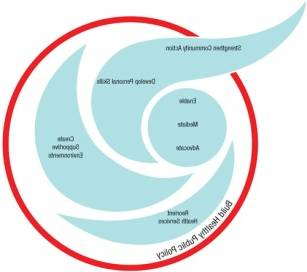 Strengthen Community Action
Develop Personal Skills
Enable
Mediate
Advocate
Create
Supportive
Environments
Reorient
Health Services
Build Healthy Public Policy